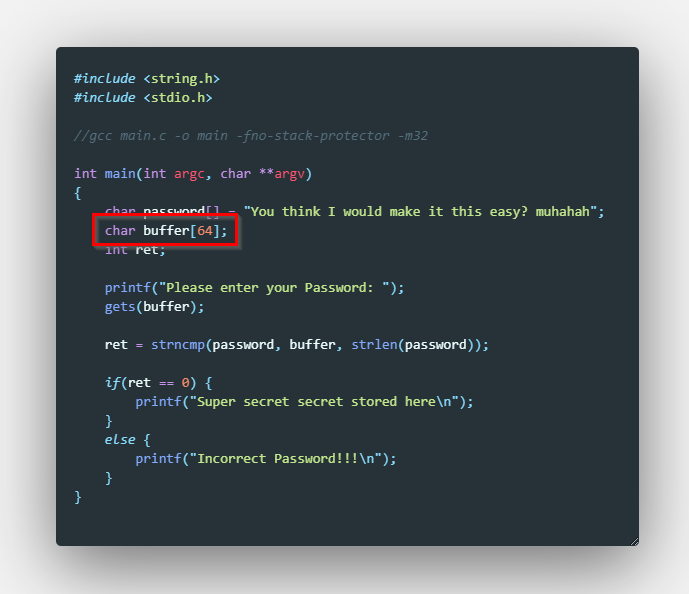 #include <string.h>
#include <stdio.h>
//gcc main.c -o main -fno-stack-protector -m32
int main(int argc, char **argv)
{
char password[] = "You think I would make it this easy? muhahah";
char buffer[64];
int ret;
printf("Please enter your Password: ");
gets(buffer);
ret = strncmp(password, buffer, strlen(password));
if(ret == 0) {
printf("Super secret secret stored here\n");
}
else {
printf("Incorrect Password!!!\n");
}
}